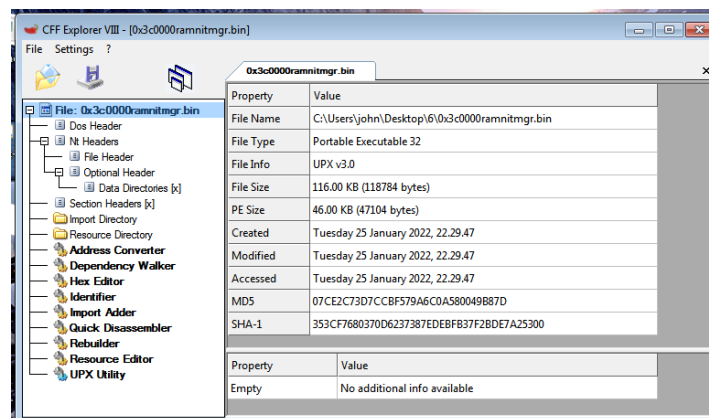 CFF Explorer VIII - [0x3c0000ramnitmgr.bin]
File Settings ?
0x3c0000ramnitmgr.bin
File: 0x3c0000ramnitmgr.bin
Dos Header
Nt Headers
File Header
Optional Header
Data Directories [x]
Section Headers [x]
Import Directory
Resource Directory
Address Converter
Dependency Walker
Hex Editor
Identifier
Import Adder
Quick Disassembler
Rebuilder
Resource Editor
UPX Utility
Property Value
File Name C:\Users\john\Desktop\6\0x3c0000ramnitmgr.bin
File Type Portable Executable 32
File Info UPX v3.0
File Size 116.00 KB (118784 bytes)
PE Size 46.00 KB (47104 bytes)
Created Tuesday 25 January 2022, 22.29.47
Modified Tuesday 25 January 2022, 22.29.47
Accessed Tuesday 25 January 2022, 22.29.47
MD5 07CE2C73D7CCBF579A6C0A580049B87D
SHA-1 353CF7680370D6237387EDEBFB37F2BDE7A25300
Property Value
Empty No additional info available